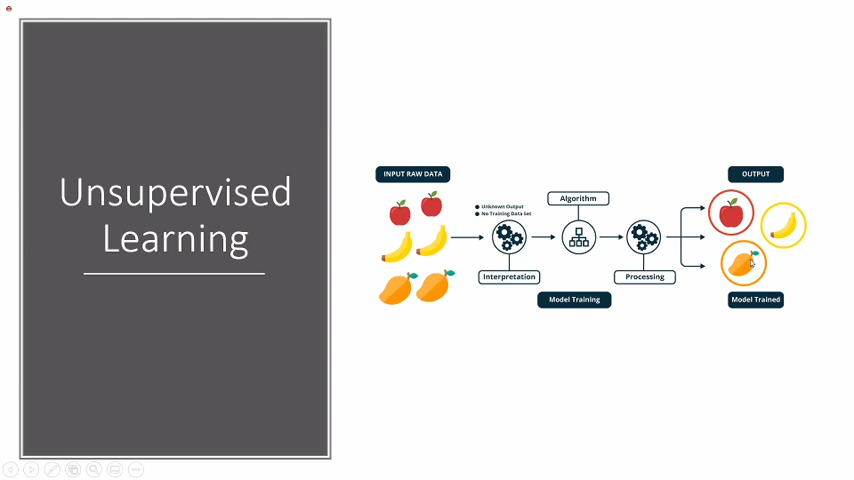 Unsupervised
Learning
INPUT RAW DATA
Unknown Output
No Training Data Set
Interpretation
Algorithm
Processing
Model Training
OUTPUT
Model Trained